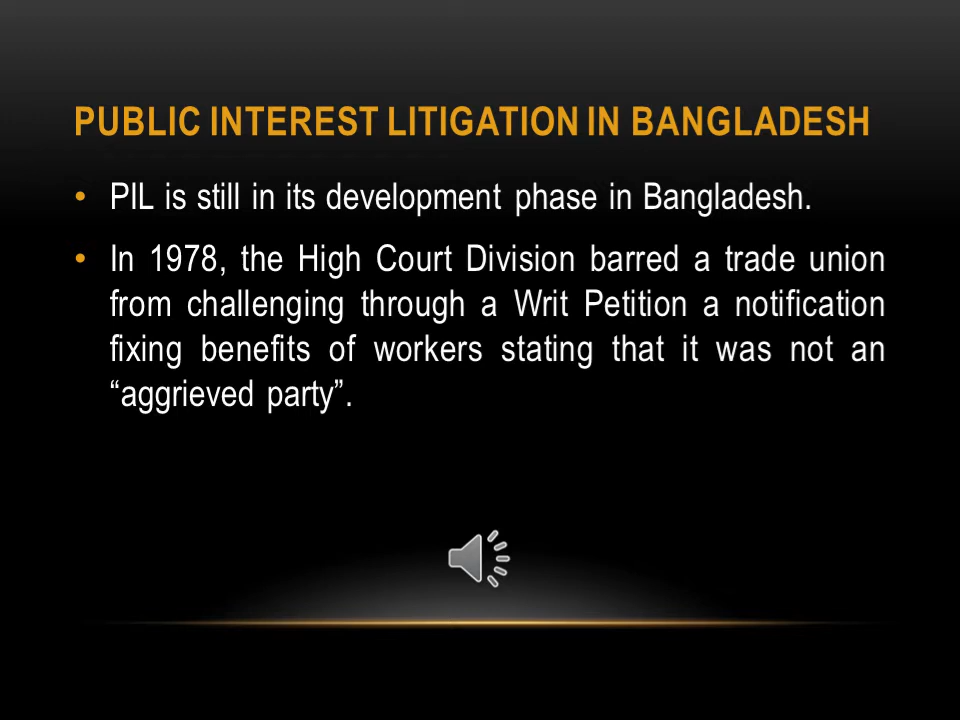 PUBLIC INTEREST LITIGATION IN BANGLADESH
• PIL is still in its development phase in Bangladesh.
• In 1978, the High Court Division barred a trade union
from challenging through a Writ Petition a notification
fixing benefits of workers stating that it was not an
“aggrieved party”.